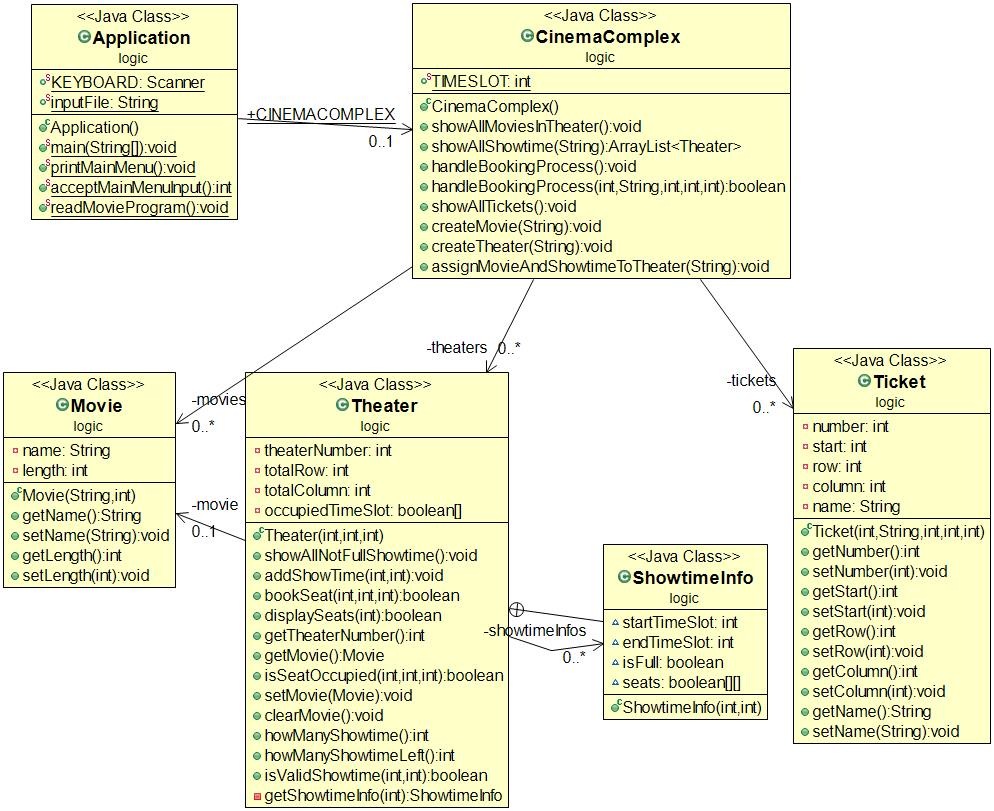 <<Java Class>>
Application
logic
KEYBOARD: Scanner
inputFile: String
Application()
main(String[]):void
printMainMenu():void
acceptMainMenuInput():int
readMovieProgram():void
+CINEMACOMPLEX
0..1
<<Java Class>>
CinemaComplex
logic
TIMESLOT: int
CinemaComplex()
showAllMoviesInTheater():void
showAllShowtime(String):ArrayList<Theater>
handleBookingProcess():void
handleBookingProcess(int,String,int,int,int):boolean
showAllTickets():void
createMovie(String):void
createTheater(String):void
assignMovieAndShowtimeToTheater(String):void
-movies
0..*
-theaters
0..*
-tickets
0..*
<<Java Class>>
Movie
logic
name: String
length: int
Movie(String,int)
getName():String
setName(String):void
getLength():int
setLength(int):void
-movie
0..1
<<Java Class>>
Theater
logic
theaterNumber: int
totalRow: int
totalColumn: int
occupiedTimeSlot: boolean[]
Theater(int,int,int)
showAllNotFullShowtime():void
addShowTime(int,int):void
bookSeat(int,int,int):boolean
displaySeats(int):boolean
getTheaterNumber():int
getMovie():Movie
isSeatOccupied(int,int,int):boolean
setMovie(Movie):void
clearMovie():void
howManyShowtime():int
howManyShowtimeLeft():int
isValidShowtime(int,int):boolean
getShowtimeInfo(int):ShowtimeInfo
-showtimeInfos
0..*
<<Java Class>>
ShowtimeInfo
logic
startTimeSlot: int
endTimeSlot: int
isFull: boolean
seats: boolean[][]
ShowtimeInfo(int,int)
<<Java Class>>
Ticket
logic
number: int
start: int
row: int
column: int
name: String
Ticket(int,String,int,int,int)
getNumber():int
setNumber(int):void
getStart():int
setStart(int):void
getRow():int
setRow(int):void
getColumn():int
setColumn(int):void
getName():String
setName(String):void